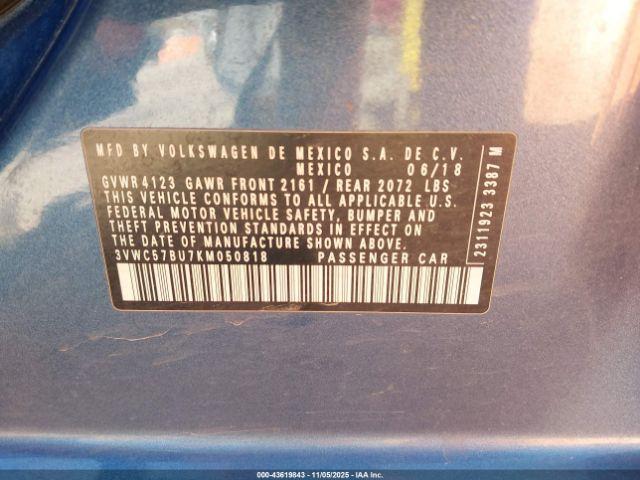 MFD BY VOLKSWAGEN DE MEXICO S.A. DE C.V.
MEXICO 06/18
GVWR 4123 GAWR FRONT 2161 / REAR 2072 LBS
THIS VEHICLE CONFORMS TO ALL APPLICABLE U.S.
FEDERAL MOTOR VEHICLE SAFETY, BUMPER AND
THEFT PREVENTION STANDARDS IN EFFECT ON
THE DATE OF MANUFACTURE SHOWN ABOVE.
3VWC57BU7KM050818 PASSENGER CAR
2311923 3387 M
000-43619843 - 11/05/2025 - IAA Inc.